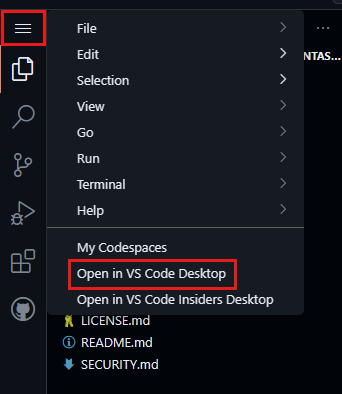 File
Edit
Selection
View
Go
Run
Terminal
Help
My Codespaces
Open in VS Code Desktop
Open in VS Code Insiders Desktop
NTAS...
LICENSE.md
README.md
SECURITY.md